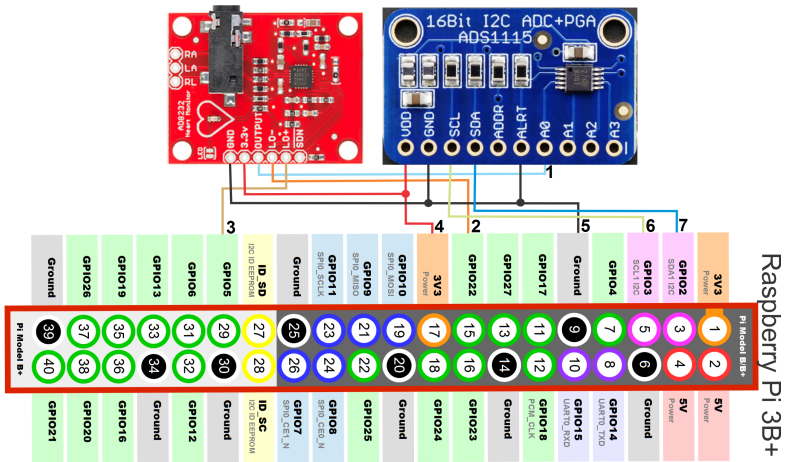 16Bit I2C ADC+PGA
ADS1115
RA
LA
RL
AD8232
Heart Monitor
LED
GND
3.3v
OUTPUT
LO-
LO+
SDN
VDD
GND
SCL
SDA
ADDR
ALRT
A0
A1
A2
A3
1
3
4
2
5
6
7
Ground
GPIO26
GPIO19
GPIO13
GPIO6
GPIO5
ID_SD
I2C ID EEPROM
Ground
GPIO11
SPI0_SCLK
GPIO9
SPI0_MISO
GPIO10
SPI0_MOSI
3V3
Power
GPIO22
GPIO27
GPIO17
Ground
GPIO4
GPIO3
SCL1 I2C
GPIO2
SDA1 I2C
3V3
Power
Pi Model B+
39 37 35 33 31 29 27 25 23 21 19 17 15 13 11 9 7 5 3 1
40 38 36 34 32 30 28 26 24 22 20 18 16 14 12 10 8 6 4 2
Pi Model B/B+
GPIO21
GPIO20
GPIO16
Ground
GPIO12
Ground
ID_SC
I2C ID EEPROM
GPIO7
SPI0_CE1_N
GPIO8
SPI0_CE0_N
GPIO25
Ground
GPIO24
GPIO23
Ground
GPIO18
PCM_CLK
GPIO15
UART0_RXD
GPIO14
UART0_TXD
Ground
5V
Power
5V
Power
Raspberry Pi 3B+